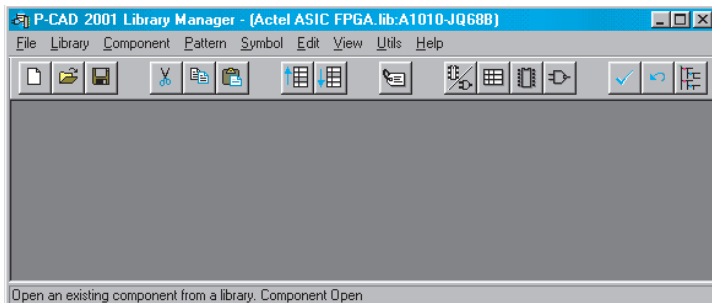 P-CAD 2001 Library Manager - (Actel ASIC FPGA.lib:A1010-JQ68B)
File Library Component Pattern Symbol Edit View Utils Help
Open an existing component from a library. Component Open